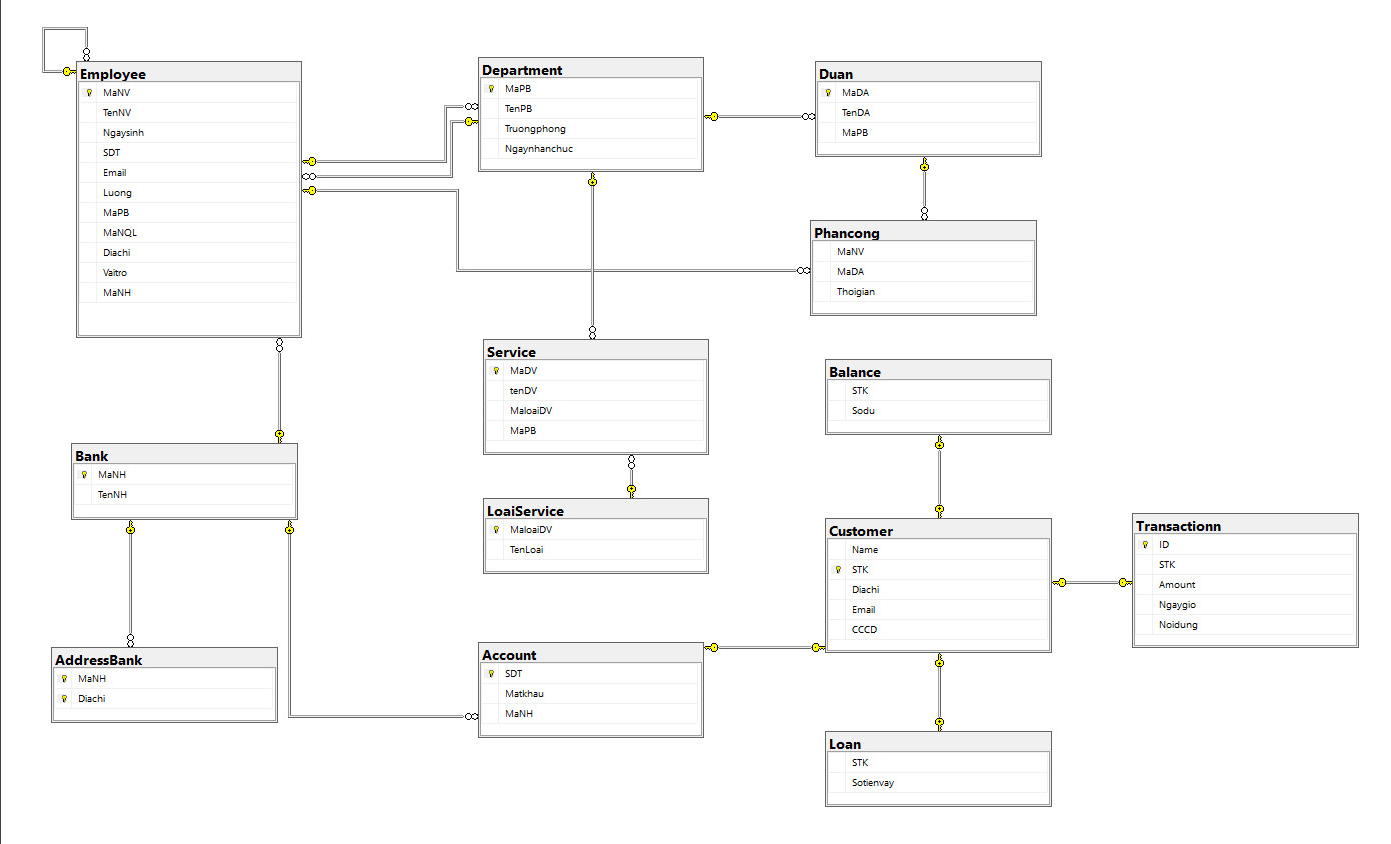 Employee
MaNV
TenNV
Ngaysinh
SDT
Email
Luong
MaPB
MaNQL
Diachi
Vaitro
MaNH
Department
MaPB
TenPB
Truongphong
Ngaynhanchuc
Duan
MaDA
TenDA
MaPB
Phancong
MaNV
MaDA
Thoigian
Service
MaDV
tenDV
MaloaiDV
MaPB
Balance
STK
Sodu
Bank
MaNH
TenNH
LoaiService
MaloaiDV
TenLoai
Customer
Name
STK
Diachi
Email
CCCD
Transactionn
ID
STK
Amount
Ngaygio
Noidung
AddressBank
MaNH
Diachi
Account
SDT
Matkhau
MaNH
Loan
STK
Sotienvay